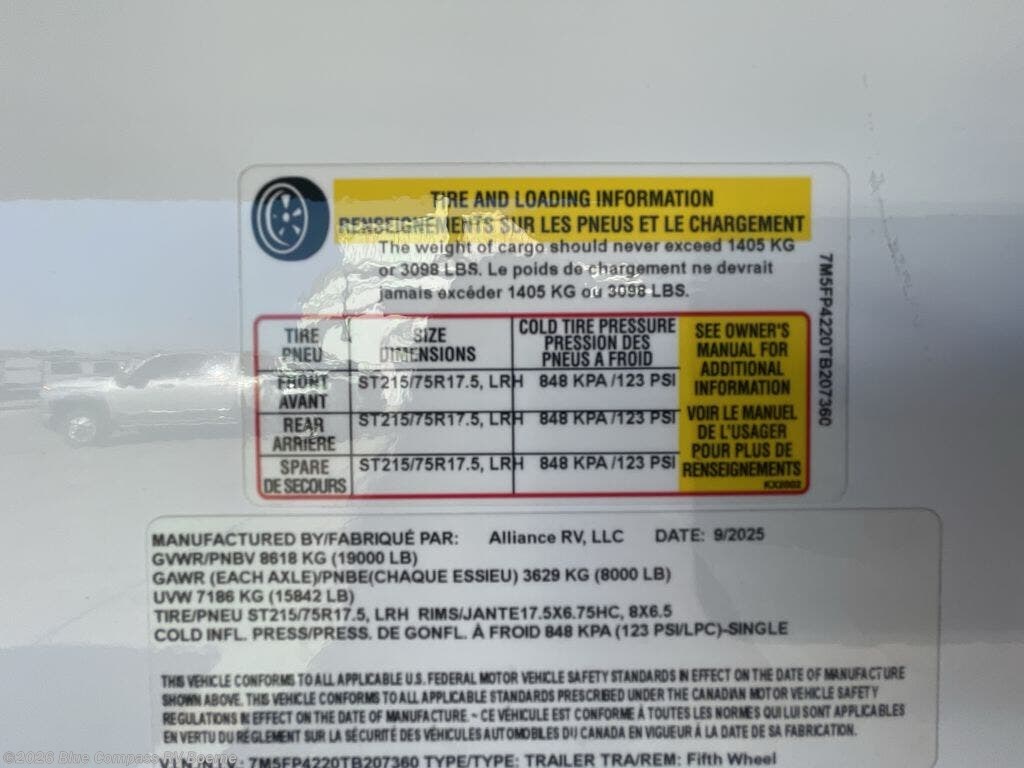 TIRE AND LOADING INFORMATION
RENSEIGNEMENTS SUR LES PNEUS ET LE CHARGEMENT
The weight of cargo should never exceed 1405 KG
or 3098 LBS. Le poids de chargement ne devrait
jamais excéder 1405 KG ou 3098 LBS.
TIRE
PNEU
SIZE
DIMENSIONS
COLD TIRE PRESSURE
PRESSION DES
PNEUS A FROID
FRONT
AVANT
ST215/75R17.5, LRH
848 KPA /123 PSI
REAR
ARRIÈRE
ST215/75R17.5, LRH
848 KPA /123 PSI
SPARE
DE SECOURS
ST215/75R17.5, LRH
848 KPA /123 PSI
SEE OWNER'S
MANUAL FOR
ADDITIONAL
INFORMATION
VOIR LE MANUEL
DE L'USAGER
POUR PLUS DE
RENSEIGNEMENTS
7M5FP4220TB207360
MANUFACTURED BY/FABRIQUÉ PAR: Alliance RV, LLC DATE: 9/2025
GVWR/PNBV 8618 KG (19000 LB)
GAWR (EACH AXLE)/PNBE(CHAQUE ESSIEU) 3629 KG (8000 LB)
UVW 7186 KG (15842 LB)
TIRE/PNEU ST215/75R17.5, LRH RIMS/JANTE17.5X6.75HC, 8X6.5
COLD INFL. PRESS/PRESS. DE GONFL. À FROID 848 KPA (123 PSI/LPC)-SINGLE
THIS VEHICLE CONFORMS TO ALL APPLICABLE U.S. FEDERAL MOTOR VEHICLE SAFETY STANDARDS IN EFFECT ON THE DATE OF MANUFACTURE
SHOWN ABOVE. THIS VEHICLE CONFORMS TO ALL APPLICABLE STANDARDS PRESCRIBED UNDER THE CANADIAN MOTOR VEHICLE SAFETY
REGULATIONS IN EFFECT ON THE DATE OF MANUFACTURE. - CE VÉHICULE EST CONFORME À TOUTES LES NORMES QUI LUI SONT APPLICABLES
EN VERTU DU RÉGLEMENT SUR LA SÉCURITÉ DES VÉHICULES AUTOMOBILES DU CANADA EN VIGUEUR À LA DATE DE SA FABRICATION.
V.I.N./N.I.V.: 7M5FP4220TB207360 TYPE/TYPE: TRAILER TRA/REM: Fifth Wheel
©2026 Blue Compass RV Boerne